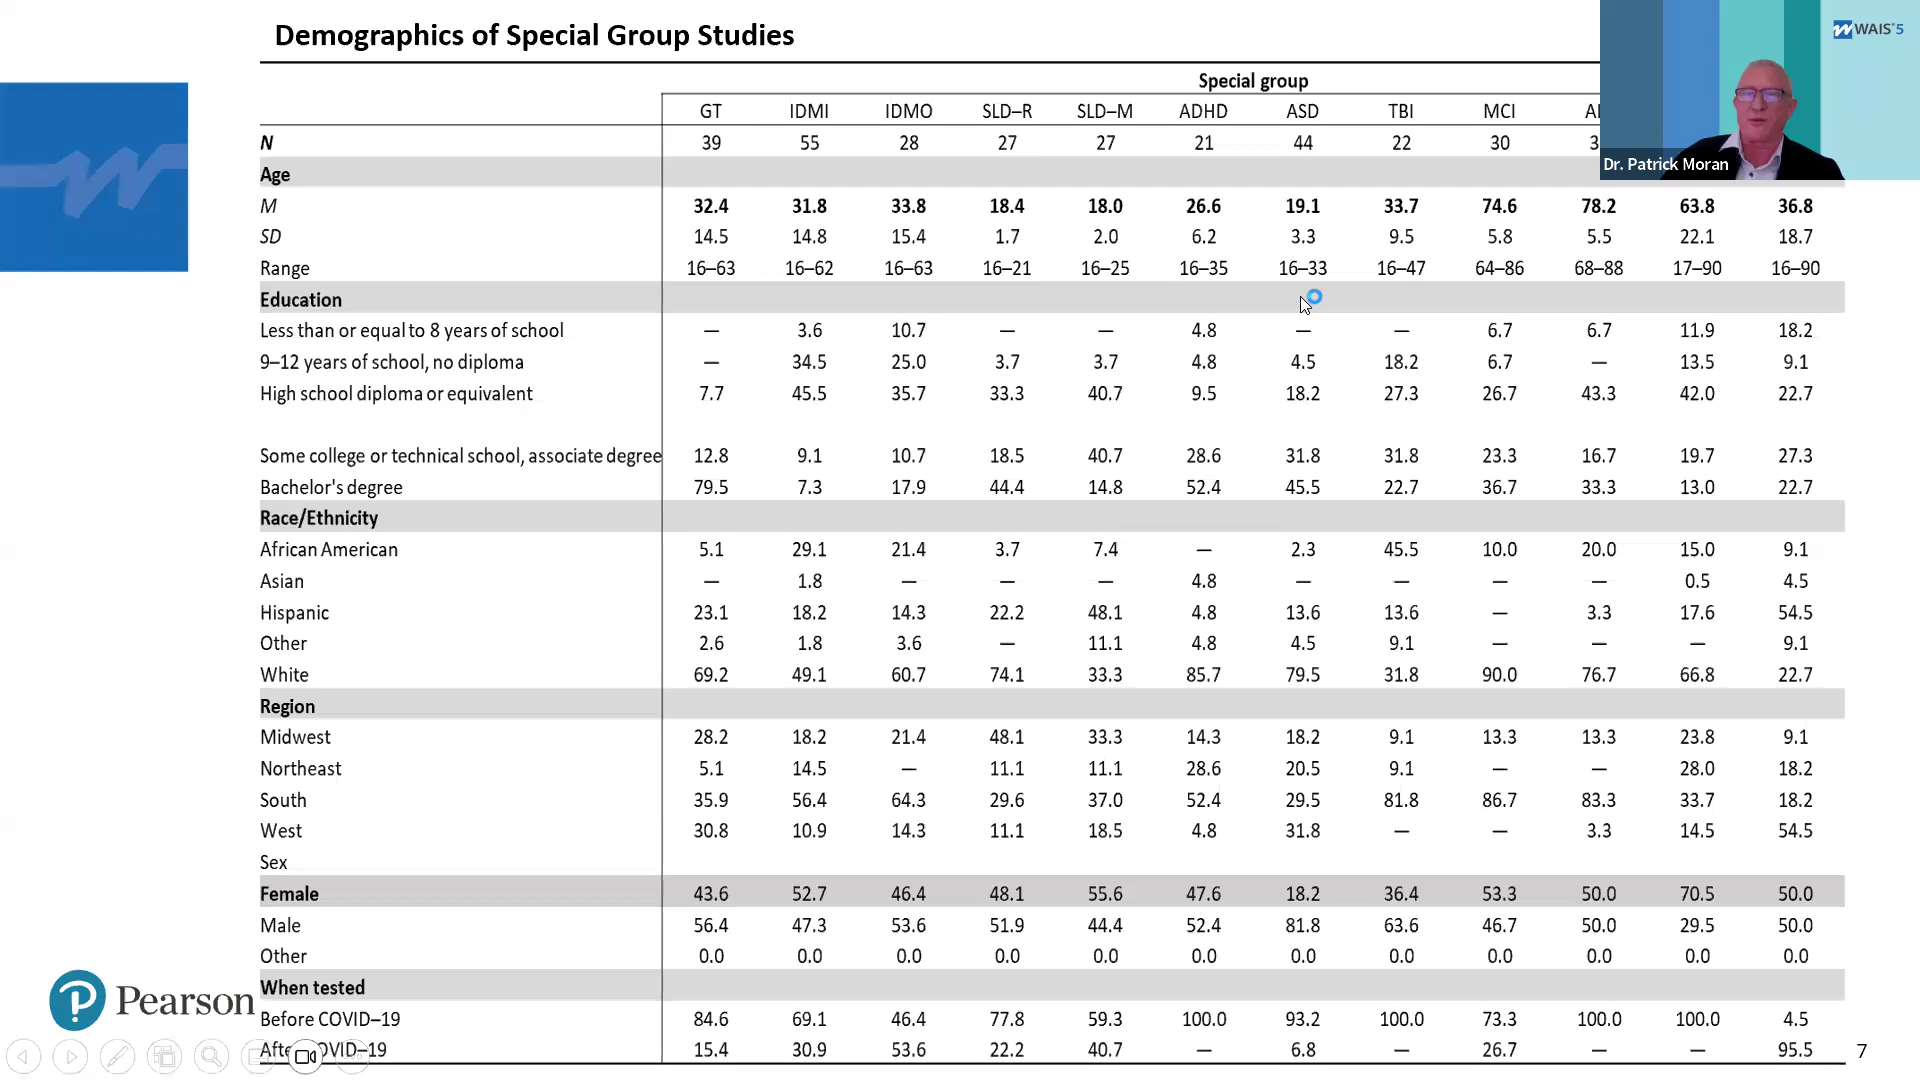 Demographics of Special Group Studies
WAIS®5
Special group
GT IDMI IDMO SLD–R SLD–M ADHD ASD TBI MCI
N 39 55 28 27 27 21 44 22 30
Dr. Patrick Moran
Age
M 32.4 31.8 33.8 18.4 18.0 26.6 19.1 33.7 74.6 78.2 63.8 36.8
SD 14.5 14.8 15.4 1.7 2.0 6.2 3.3 9.5 5.8 5.5 22.1 18.7
Range 16–63 16–62 16–63 16–21 16–25 16–35 16–33 16–47 64–86 68–88 17–90 16–90
Education
Less than or equal to 8 years of school — 3.6 10.7 — — 4.8 — — 6.7 6.7 11.9 18.2
9–12 years of school, no diploma — 34.5 25.0 3.7 3.7 4.8 4.5 18.2 6.7 — 13.5 9.1
High school diploma or equivalent 7.7 45.5 35.7 33.3 40.7 9.5 18.2 27.3 26.7 43.3 42.0 22.7
Some college or technical school, associate degree 12.8 9.1 10.7 18.5 40.7 28.6 31.8 31.8 23.3 16.7 19.7 27.3
Bachelor's degree 79.5 7.3 17.9 44.4 14.8 52.4 45.5 22.7 36.7 33.3 13.0 22.7
Race/Ethnicity
African American 5.1 29.1 21.4 3.7 7.4 — 2.3 45.5 10.0 20.0 15.0 9.1
Asian — 1.8 — — — 4.8 — — — — 0.5 4.5
Hispanic 23.1 18.2 14.3 22.2 48.1 4.8 13.6 13.6 — 3.3 17.6 54.5
Other 2.6 1.8 3.6 — 11.1 4.8 4.5 9.1 — — — 9.1
White 69.2 49.1 60.7 74.1 33.3 85.7 79.5 31.8 90.0 76.7 66.8 22.7
Region
Midwest 28.2 18.2 21.4 48.1 33.3 14.3 18.2 9.1 13.3 13.3 23.8 9.1
Northeast 5.1 14.5 — 11.1 11.1 28.6 20.5 9.1 — — 28.0 18.2
South 35.9 56.4 64.3 29.6 37.0 52.4 29.5 81.8 86.7 83.3 33.7 18.2
West 30.8 10.9 14.3 11.1 18.5 4.8 31.8 — — 3.3 14.5 54.5
Sex
Female 43.6 52.7 46.4 48.1 55.6 47.6 18.2 36.4 53.3 50.0 70.5 50.0
Male 56.4 47.3 53.6 51.9 44.4 52.4 81.8 63.6 46.7 50.0 29.5 50.0
Other 0.0 0.0 0.0 0.0 0.0 0.0 0.0 0.0 0.0 0.0 0.0 0.0
When tested
Before COVID–19 84.6 69.1 46.4 77.8 59.3 100.0 93.2 100.0 73.3 100.0 100.0 4.5
15.4 30.9 53.6 22.2 40.7 — 6.8 — 26.7 — — 95.5
Pearson
7